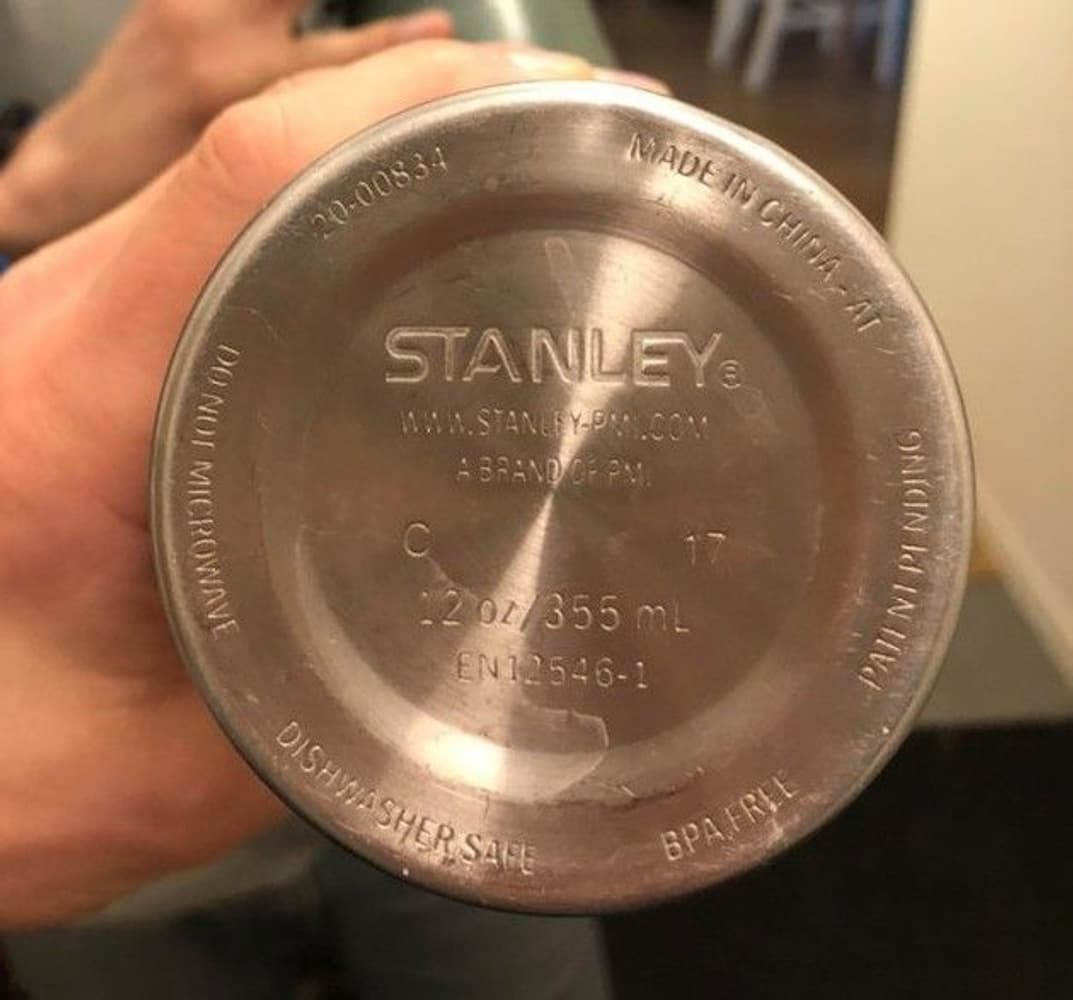 20-00834
MADE IN CHINA - AT
STANLEY®
WWW.STANLEY-PMI.COM
A BRAND OF PMI
C 17
12 oz/355 mL
EN12546-1
DO NOT MICROWAVE
PATENT PENDING
DISHWASHER SAFE
BPA FREE